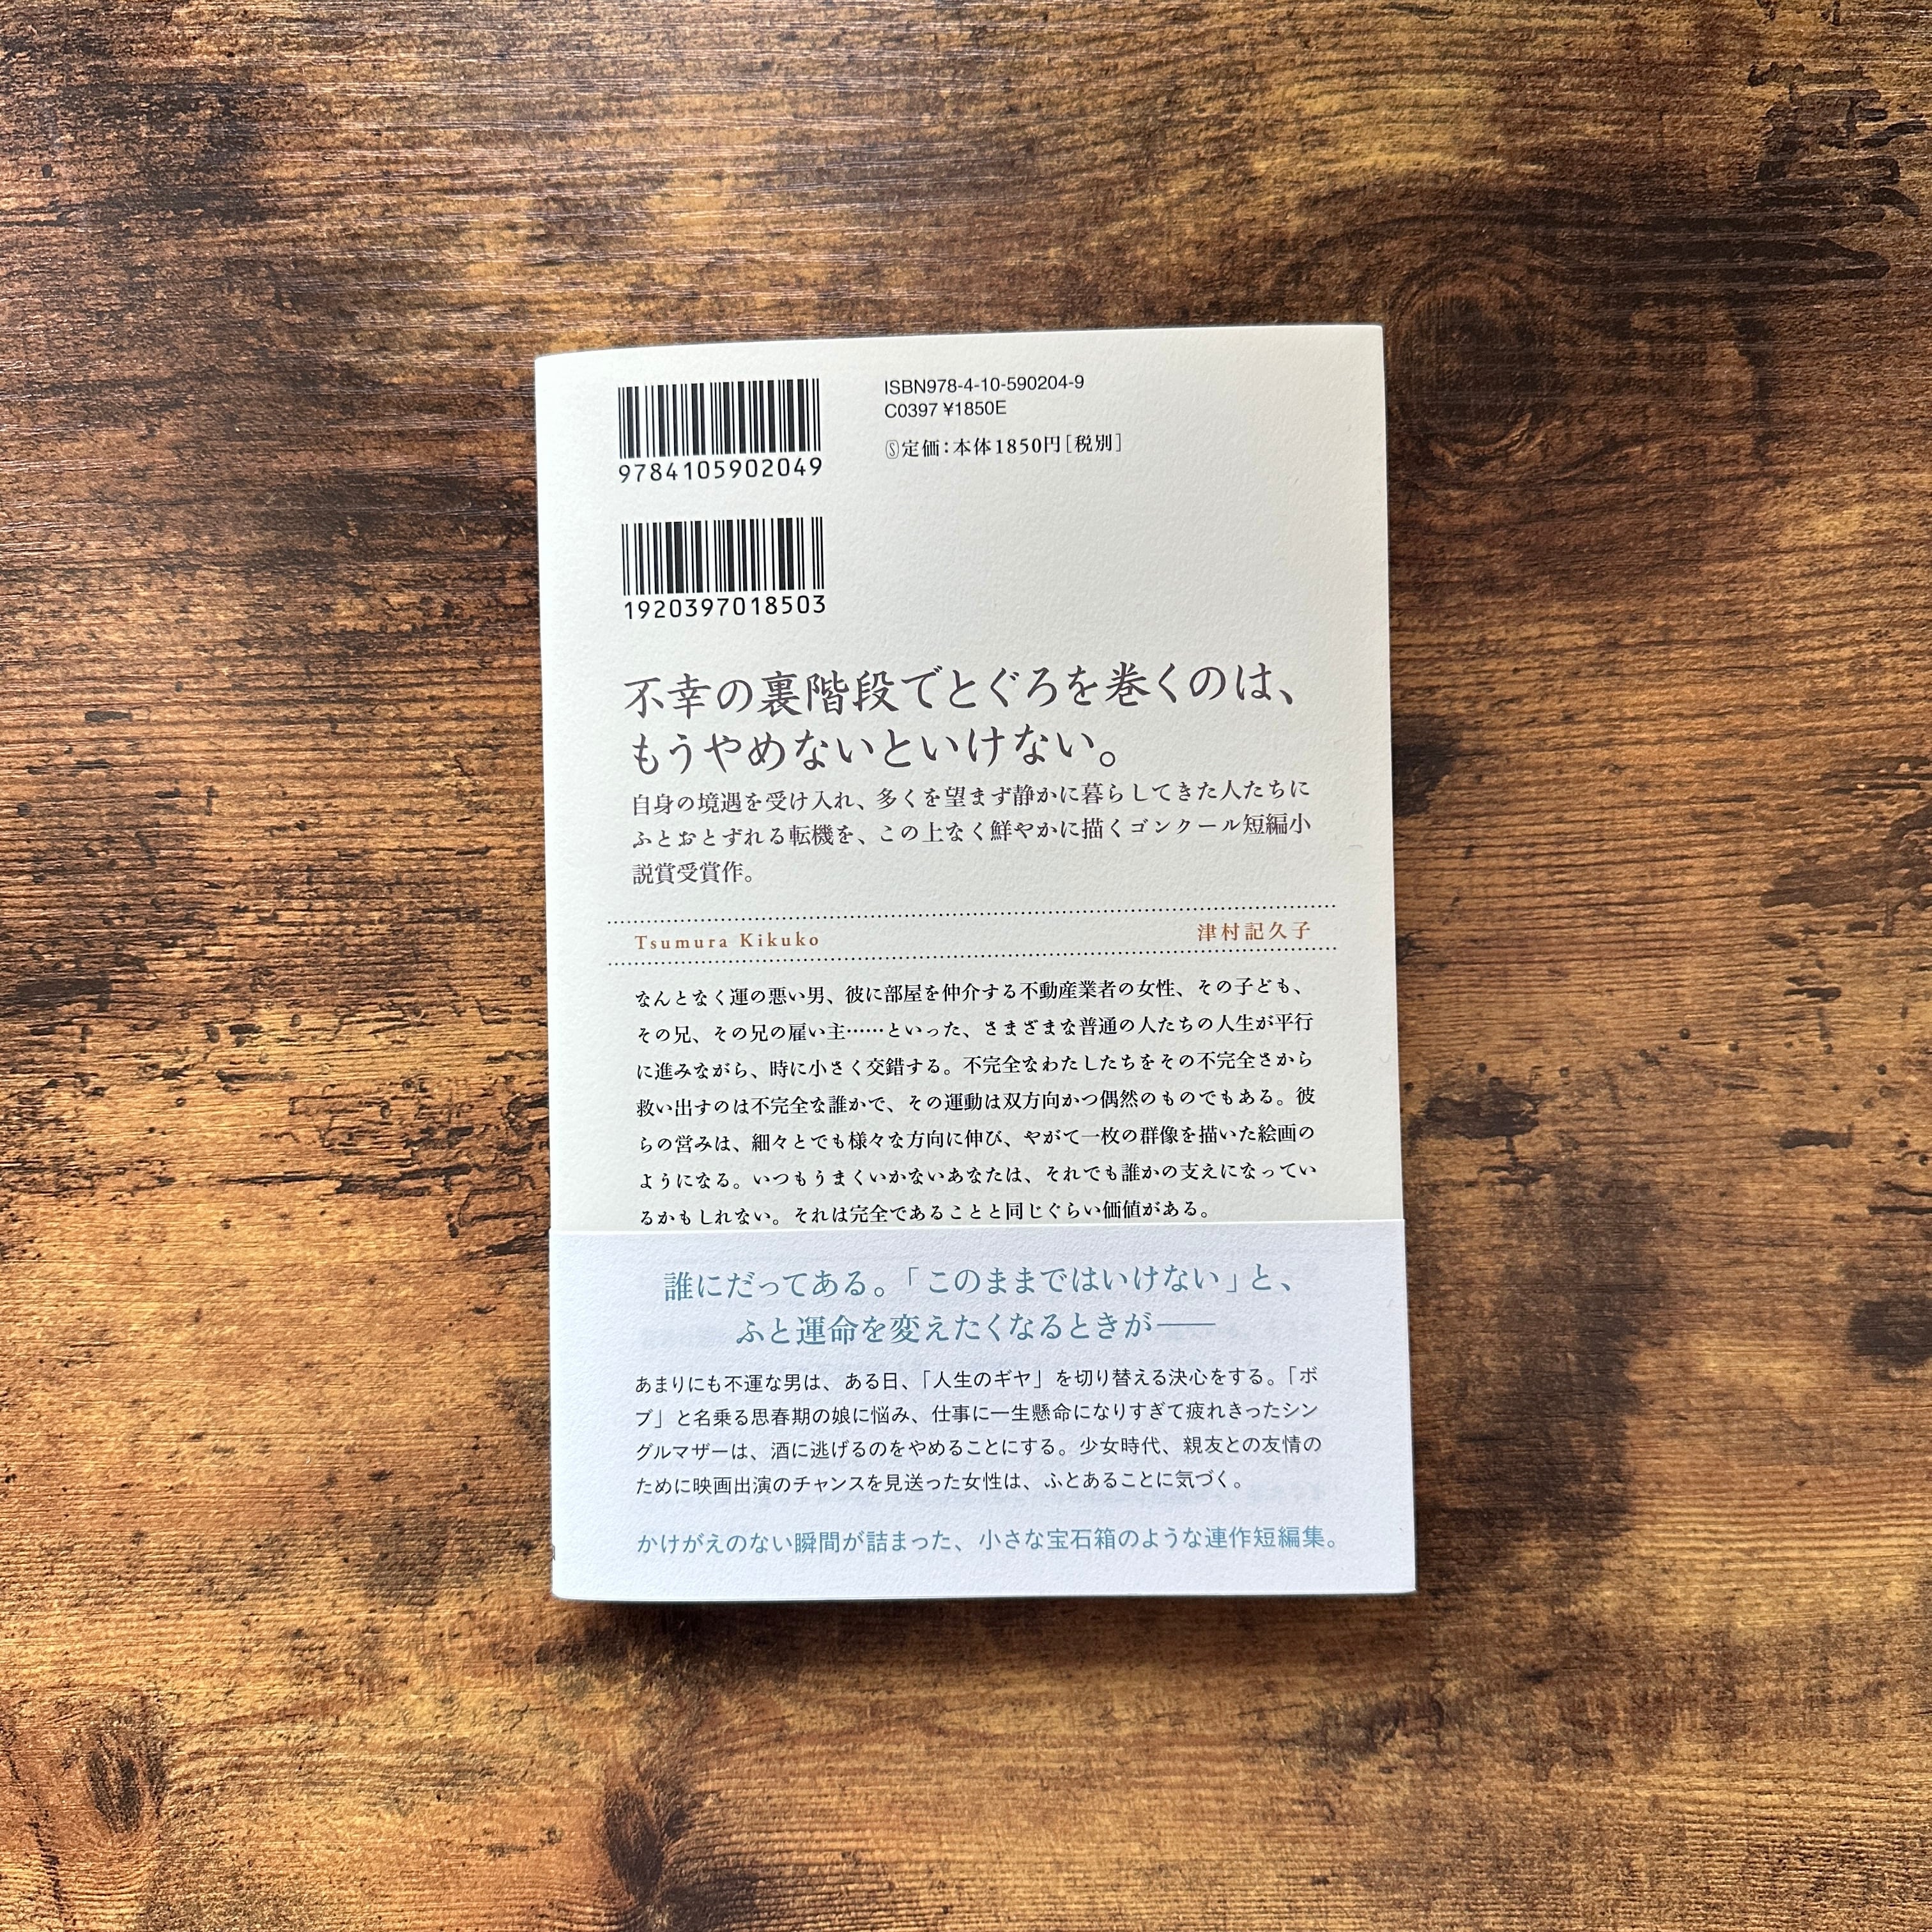 ISBN978-4-10-590204-9
C0397 ¥1850E
Ⓢ定価：本体1850円［税別］
9784105902049
1920397018503
不幸の裏階段でとぐろを巻くのは、
もうやめないといけない。
自身の境遇を受け入れ、多くを望まず静かに暮らしてきた人たちに
ふとおとずれる転機を、この上なく鮮やかに描くゴンクール短編小
説賞受賞作。
Tsumura Kikuko 津村記久子
なんとなく運の悪い男、彼に部屋を仲介する不動産業者の女性、その子ども、
その兄、その兄の雇い主……といった、さまざまな普通の人たちの人生が平行
に進みながら、時に小さく交錯する。不完全なわたしたちをその不完全さから
救い出すのは不完全な誰かで、その運動は双方向かつ偶然のものでもある。彼
らの営みは、細々とでも様々な方向に伸び、やがて一枚の群像を描いた絵画の
ようになる。いつもうまくいかないあなたは、それでも誰かの支えになってい
るかもしれない。それは完全であることと同じぐらい価値がある。
誰にだってある。「このままではいけない」と、
ふと運命を変えたくなるときが――
あまりにも不運な男は、ある日、「人生のギヤ」を切り替える決心をする。「ボ
ブ」と名乗る思春期の娘に悩み、仕事に一生懸命になりすぎて疲れきったシン
グルマザーは、酒に逃げるのをやめることにする。少女時代、親友との友情の
ために映画出演のチャンスを見送った女性は、ふとあることに気づく。
かけがえのない瞬間が詰まった、小さな宝石箱のような連作短編集。